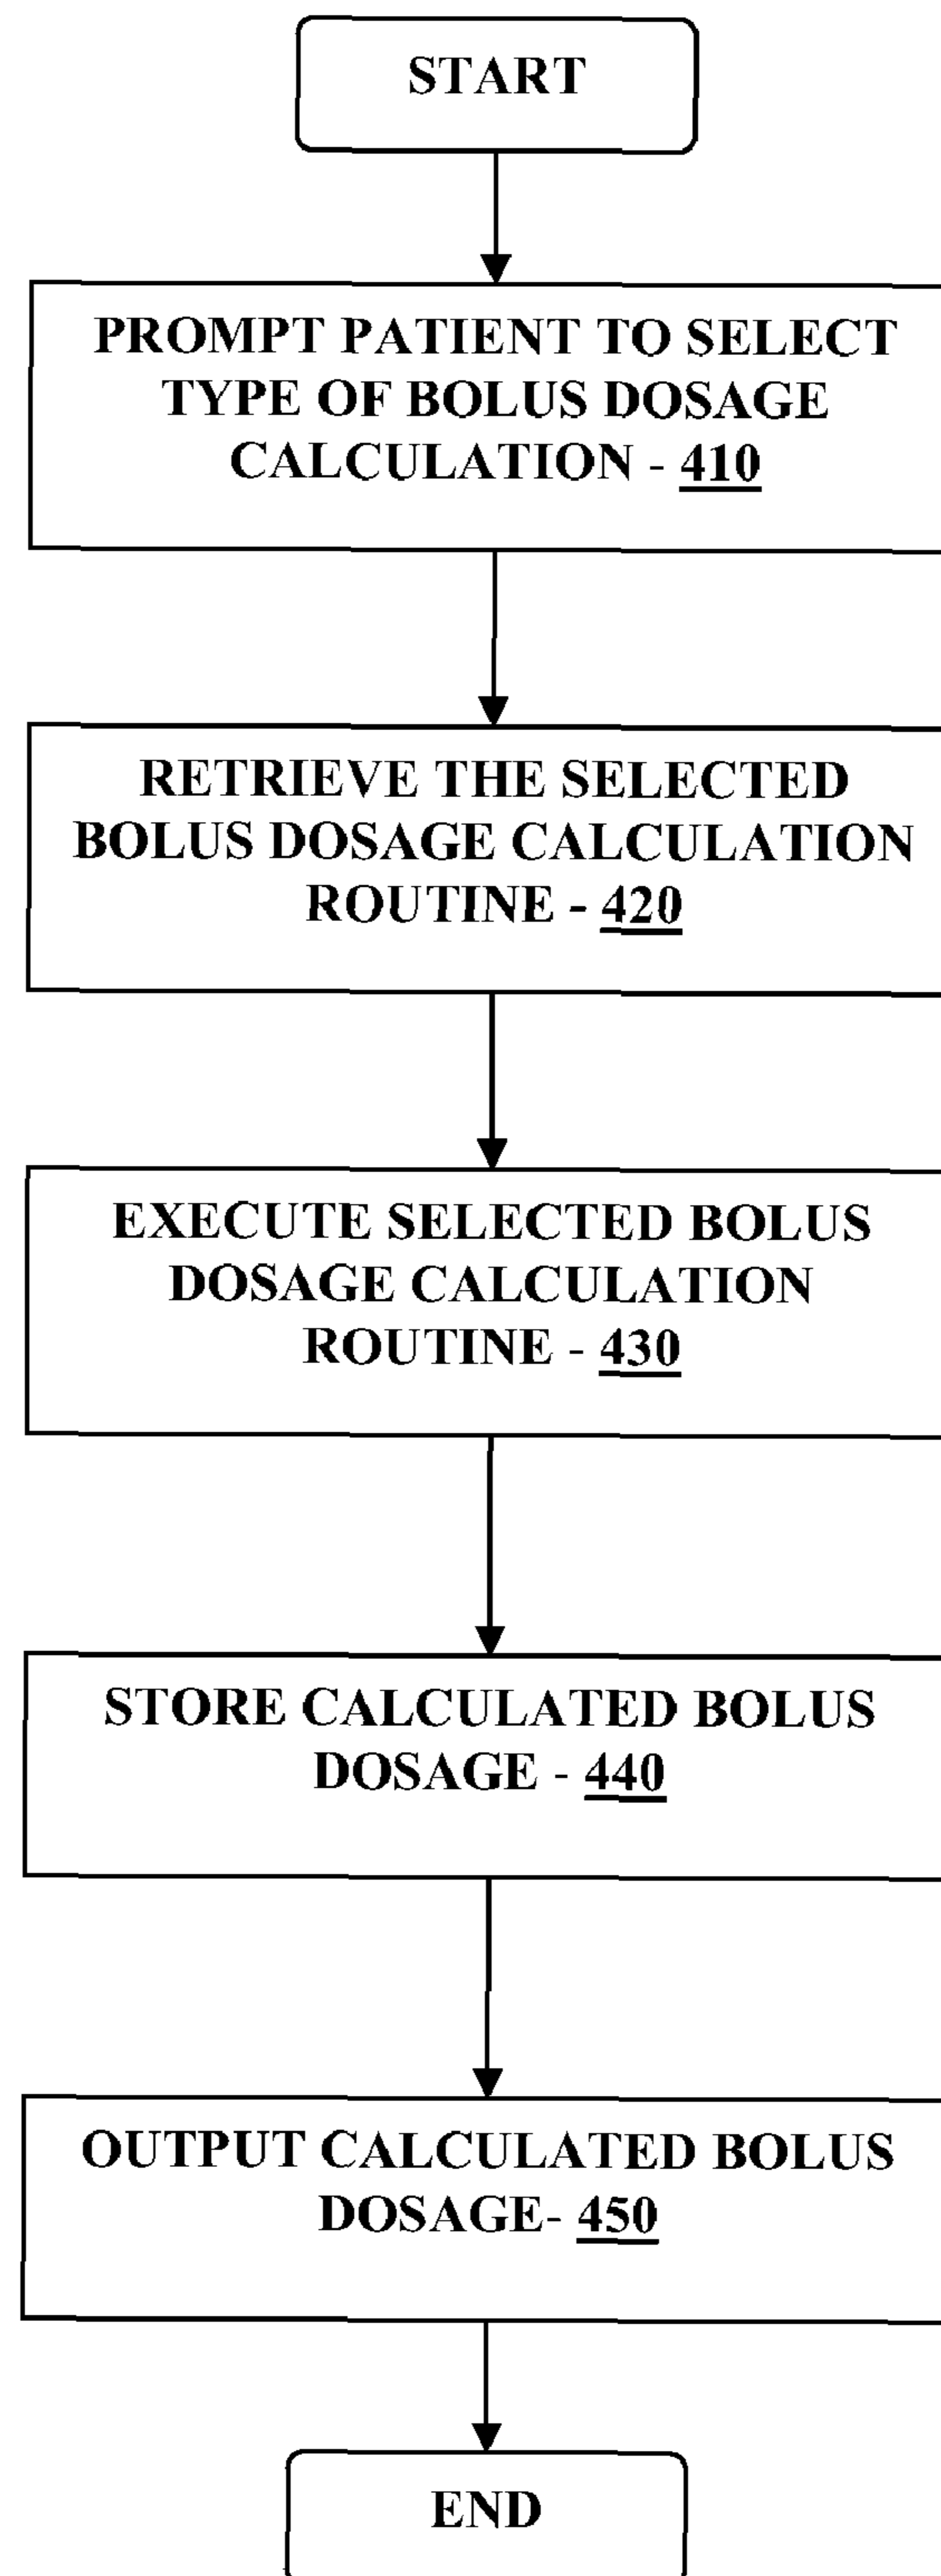 START
PROMPT PATIENT TO SELECT
TYPE OF BOLUS DOSAGE
CALCULATION - 410
RETRIEVE THE SELECTED
BOLUS DOSAGE CALCULATION
ROUTINE - 420
EXECUTE SELECTED BOLUS
DOSAGE CALCULATION
ROUTINE - 430
STORE CALCULATED BOLUS
DOSAGE - 440
OUTPUT CALCULATED BOLUS
DOSAGE- 450
END